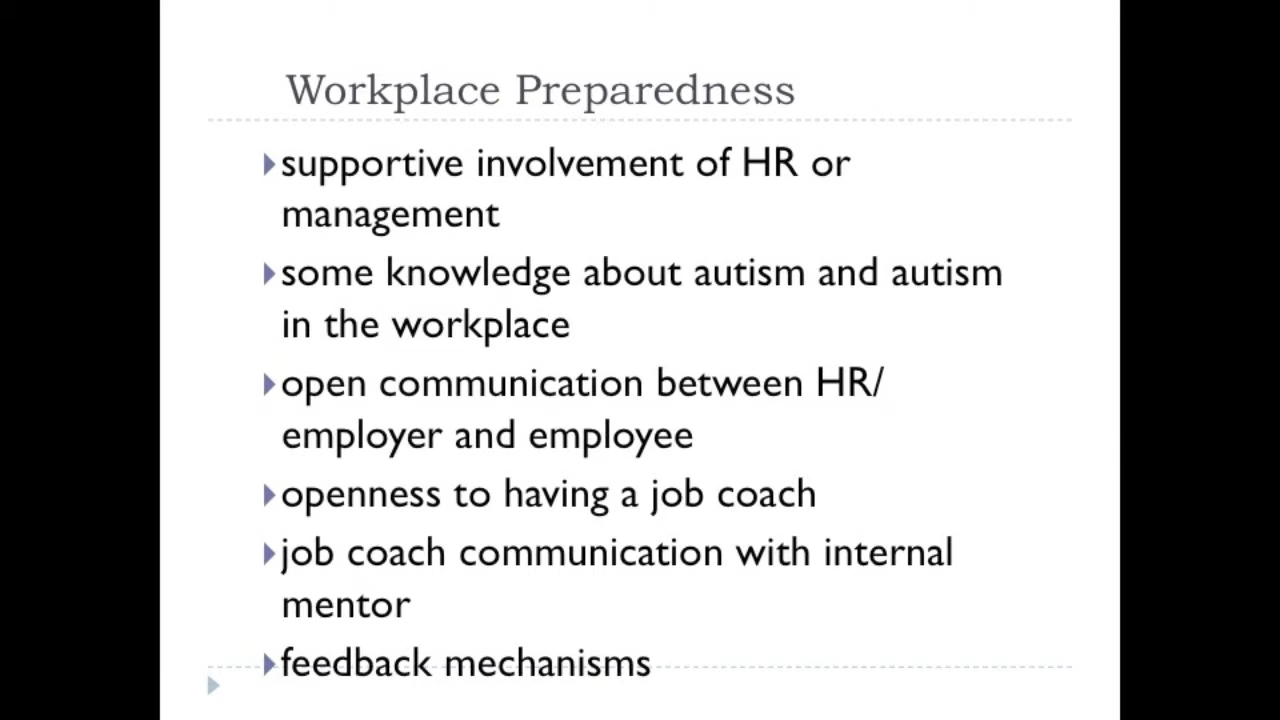 Workplace Preparedness
supportive involvement of HR or
management
some knowledge about autism and autism
in the workplace
open communication between HR/
employer and employee
openness to having a job coach
job coach communication with internal
mentor
feedback mechanisms